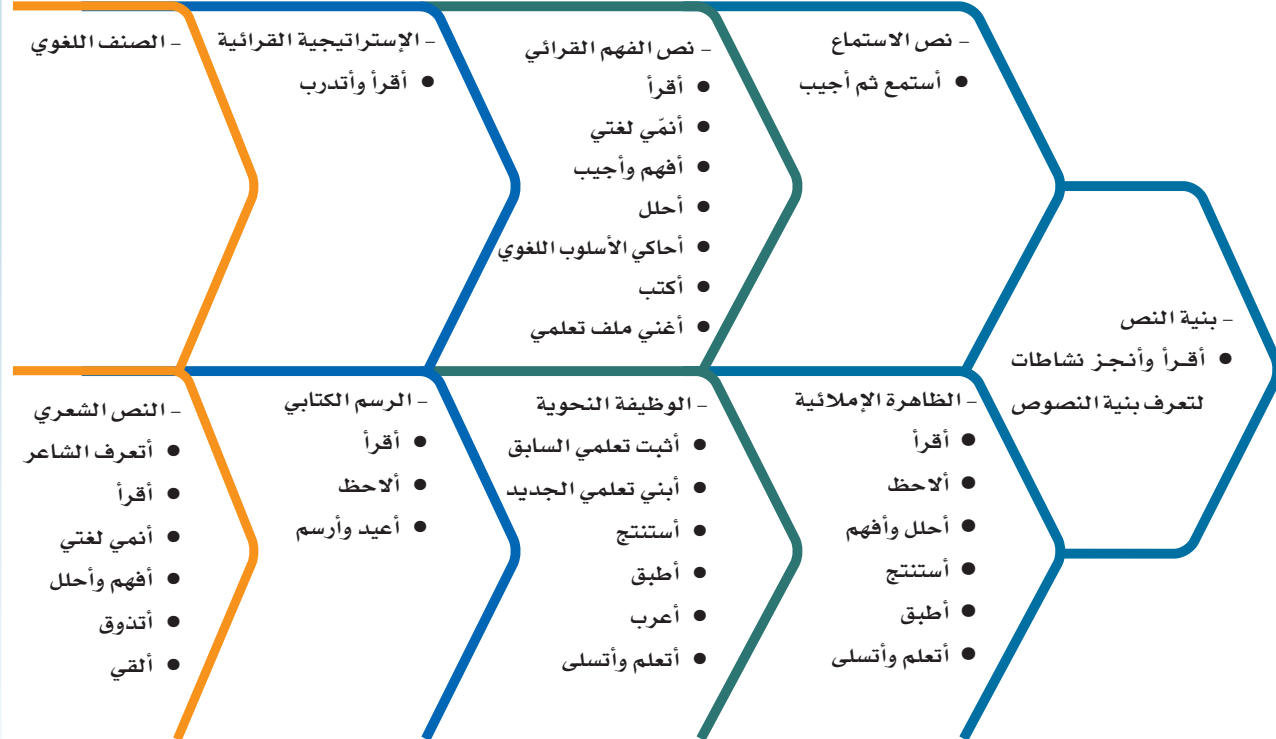 - بنية النص
● أقرأ وأنجز نشاطات
لتعرف بنية النصوص
- نص الاستماع
● أستمع ثم أجيب
- نص الفهم القرائي
● أقرأ
● أنمّي لغتي
● أفهم وأجيب
● أحلل
● أحاكي الأسلوب اللغوي
● أكتب
● أغني ملف تعلمي
- الإستراتيجية القرائية
● أقرأ وأتدرب
- الصنف اللغوي
- الظاهرة الإملائية
● أقرأ
● ألاحظ
● أحلل وأفهم
● أستنتج
● أطبق
● أتعلم وأتسلى
- الوظيفة النحوية
● أثبت تعلمي السابق
● أبني تعلمي الجديد
● أستنتج
● أطبق
● أعرب
● أتعلم وأتسلى
- الرسم الكتابي
● أقرأ
● ألاحظ
● أعيد وأرسم
- النص الشعري
● أتعرف الشاعر
● أقرأ
● أنمي لغتي
● أفهم وأحلل
● أتذوق
● ألقي